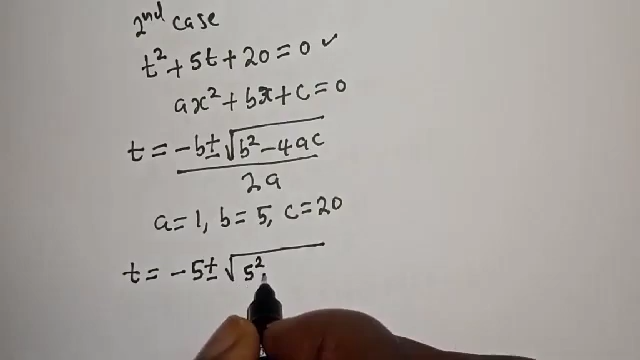 2nd case
t² + 5t + 20 = 0 ✓
ax² + bx + c = 0
t = -b ± √b² - 4ac
2a
a = 1, b = 5, c = 20
t = -5 ± √5²